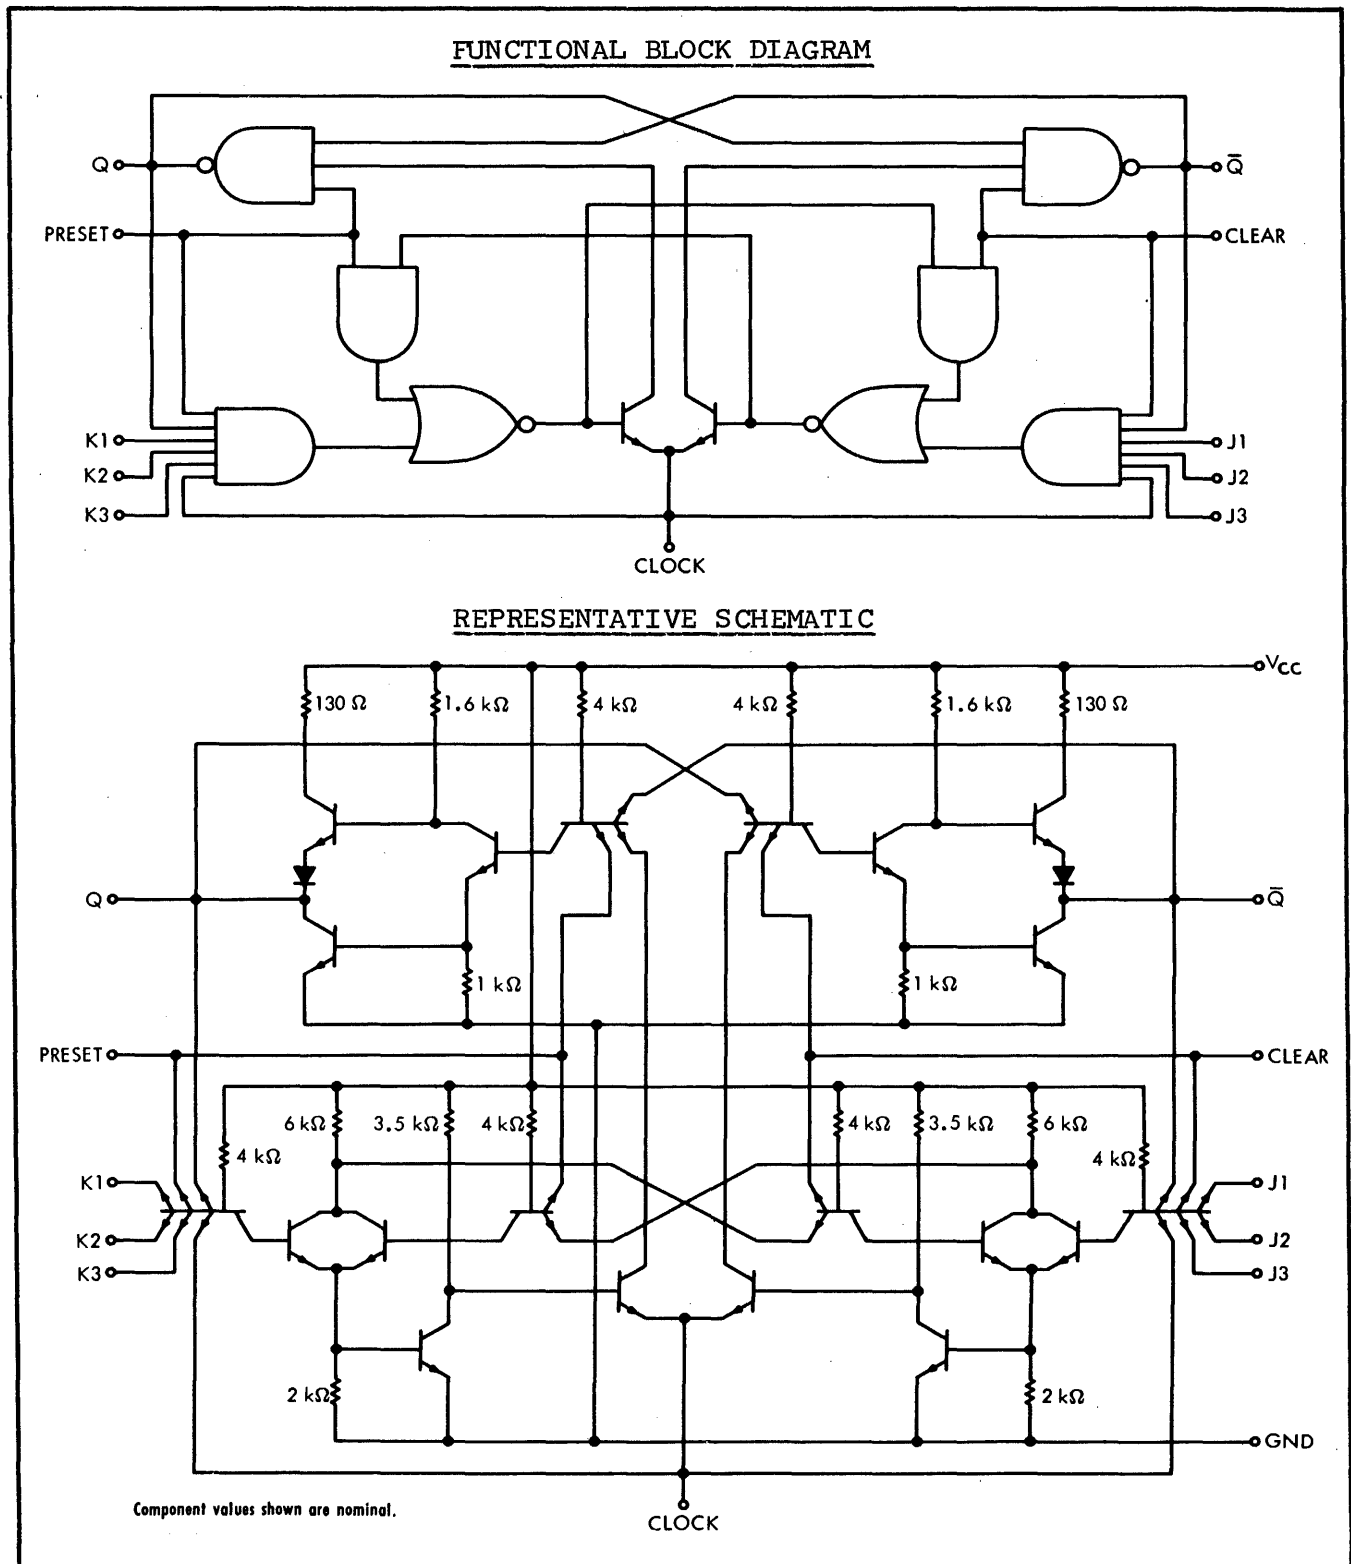 FUNCTIONAL BLOCK DIAGRAM
Q
Q̅
PRESET
CLEAR
K1
J1
K2
J2
K3
J3
CLOCK
REPRESENTATIVE SCHEMATIC
VCC
130 Ω
1.6 kΩ
4 kΩ
4 kΩ
1.6 kΩ
130 Ω
Q
Q̅
1 kΩ
1 kΩ
PRESET
CLEAR
6 kΩ
3.5 kΩ
4 kΩ
4 kΩ
3.5 kΩ
6 kΩ
4 kΩ
4 kΩ
K1
J1
K2
J2
K3
J3
2 kΩ
2 kΩ
GND
Component values shown are nominal.
CLOCK